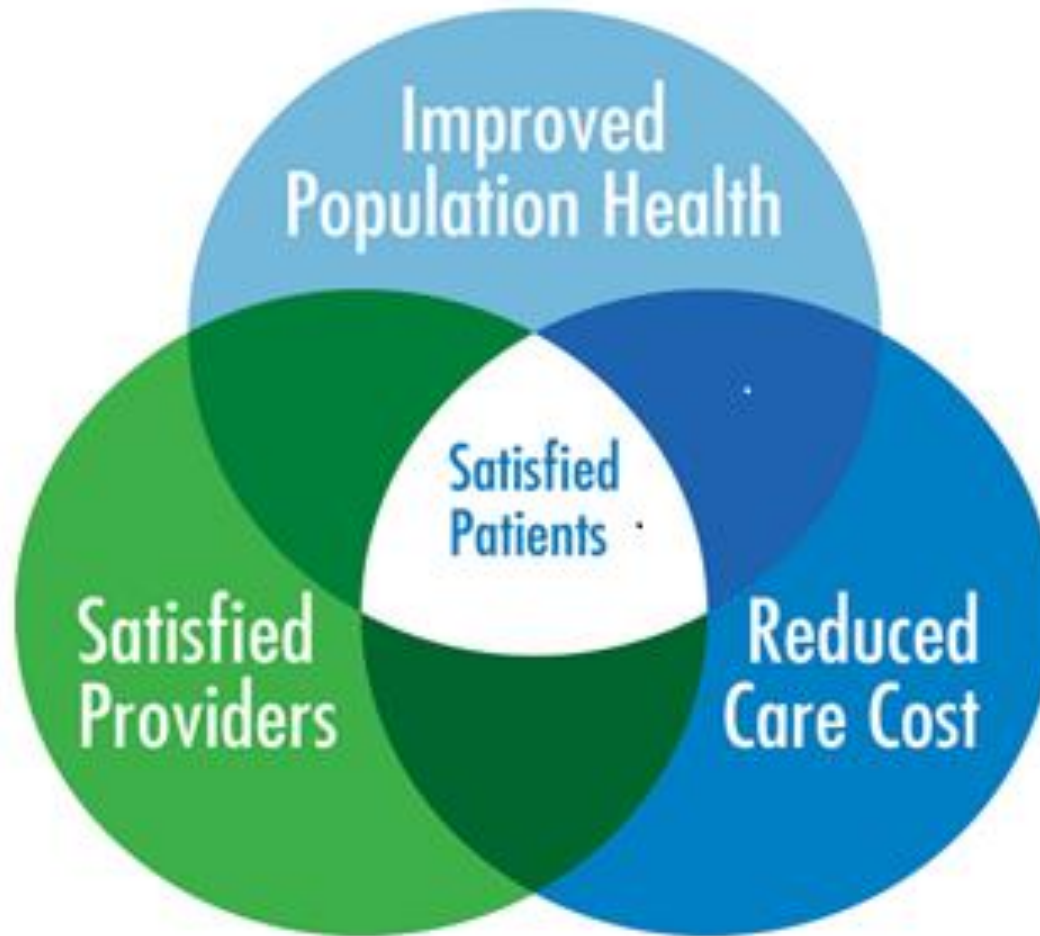 Improved
Population Health
Satisfied
Patients
Satisfied
Providers
Reduced
Care Cost